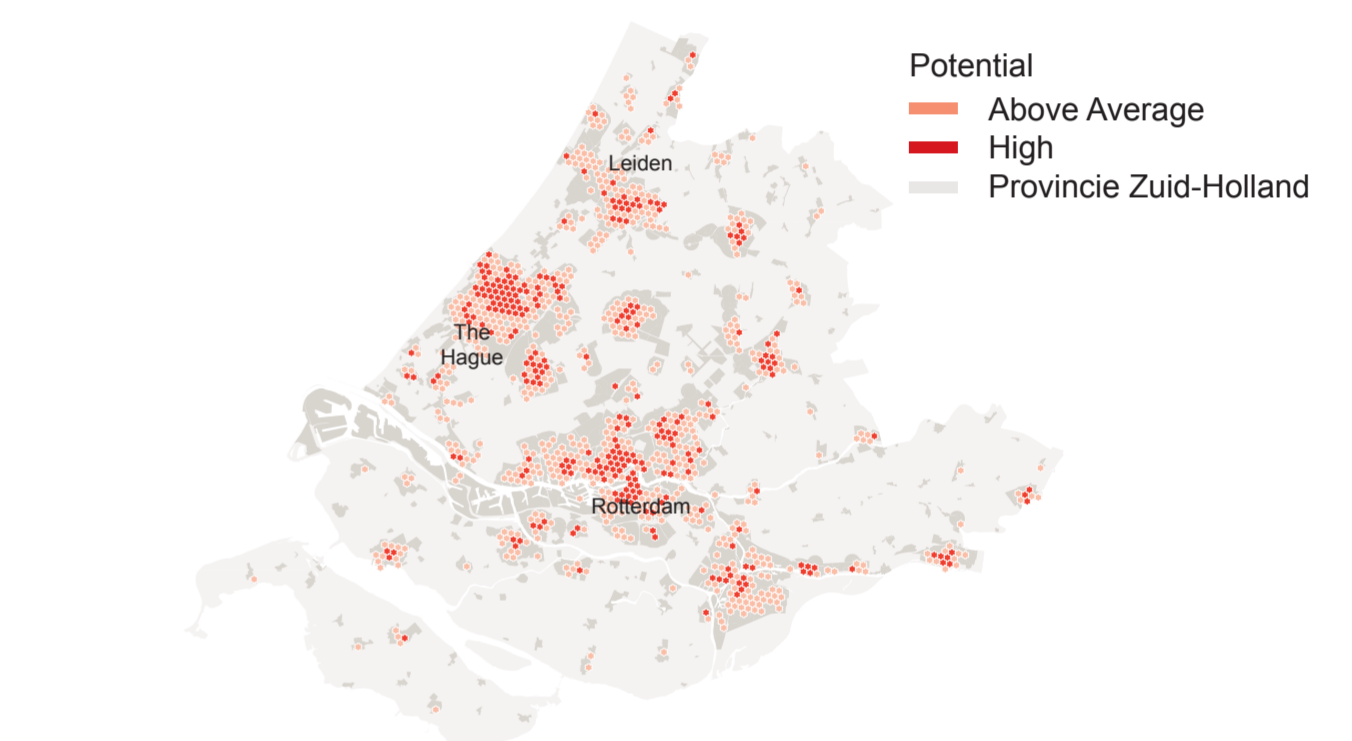 Potential
Above Average
High
Provincie Zuid-Holland
Leiden
The
Hague
Rotterdam